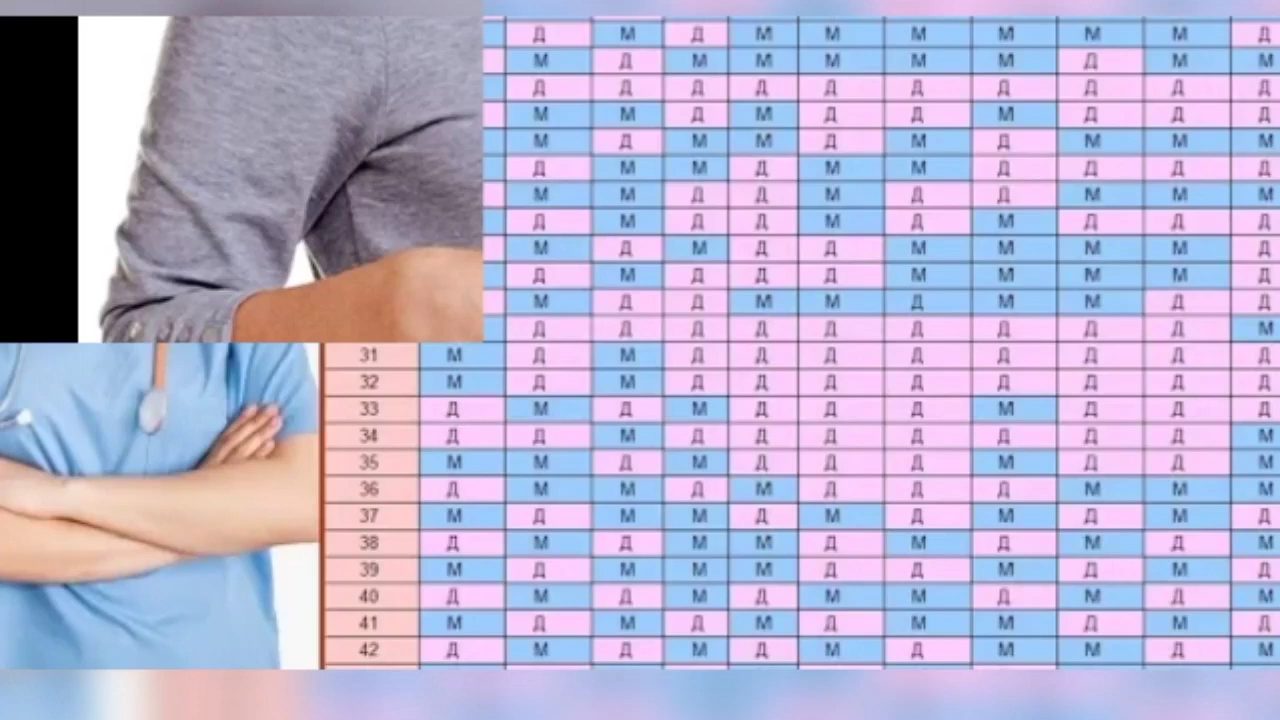 Д М Д М М М М М М Д
М Д М М М М М Д М М
Д Д Д Д Д Д Д Д Д Д
М М Д М Д Д М Д Д Д
М Д М М Д М Д М М М
Д М М Д М М Д Д Д Д
М М Д Д М Д Д М М М
Д М Д Д М Д М Д Д Д
М Д М Д Д М М М М Д
Д М Д Д Д М М М М Д
М Д Д М М Д М М Д Д
Д Д Д Д Д Д Д Д Д М
31 М Д М Д Д Д Д Д Д Д Д
32 М Д М Д Д Д Д Д Д Д Д
33 Д М Д М Д Д Д М Д Д Д
34 Д Д М Д Д Д Д Д Д Д М
35 М М Д М Д Д Д М Д Д М
36 Д М М Д М Д Д Д М М М
37 М Д М М Д М Д М Д М Д
38 Д М Д М М Д М Д М Д М
39 М Д М М М Д Д М Д М Д
40 Д М Д М Д М М Д М Д М
41 М Д М Д М Д М М Д М Д
42 Д М Д М Д М Д М М Д М